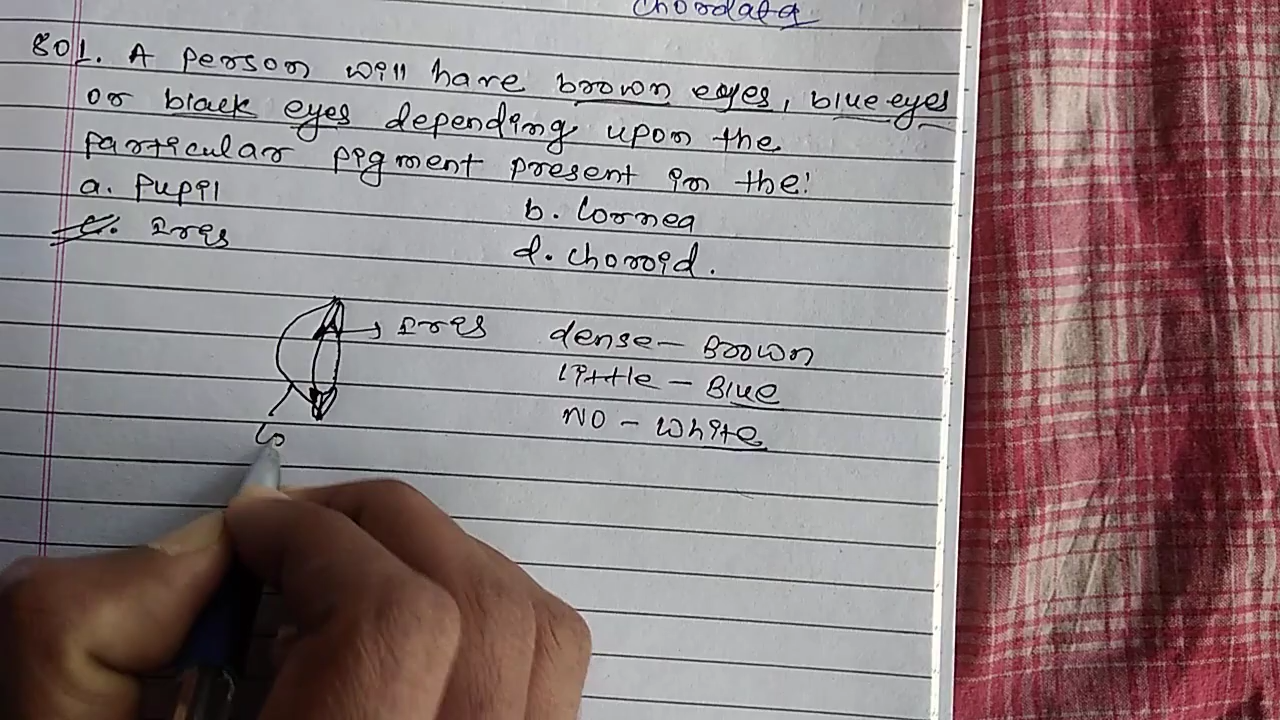 Chordata
801. A person will have brown eyes, blue eyes
or black eyes depending upon the
particular pigment present in the:
a. Pupil
b. Cornea
c. Iris
d. Choroid.
Iris
dense - Brown
little - Blue
NO - White
Co